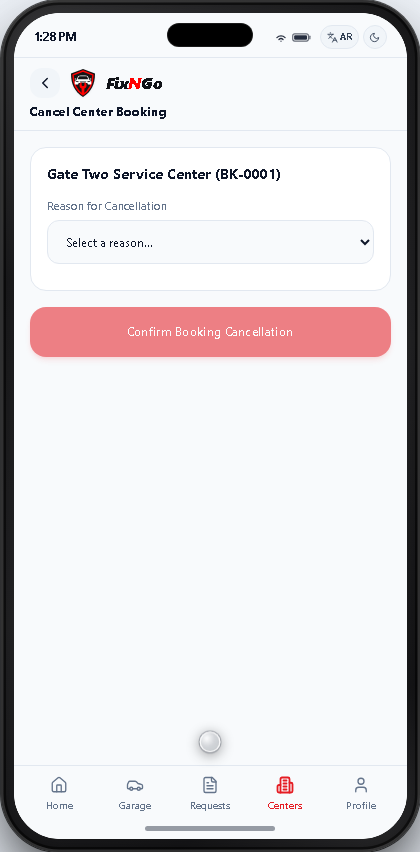 1:28 PM
AR
FixNGo
Cancel Center Booking
Gate Two Service Center (BK-0001)
Reason for Cancellation
Select a reason...
Confirm Booking Cancellation
Home
Garage
Requests
Centers
Profile